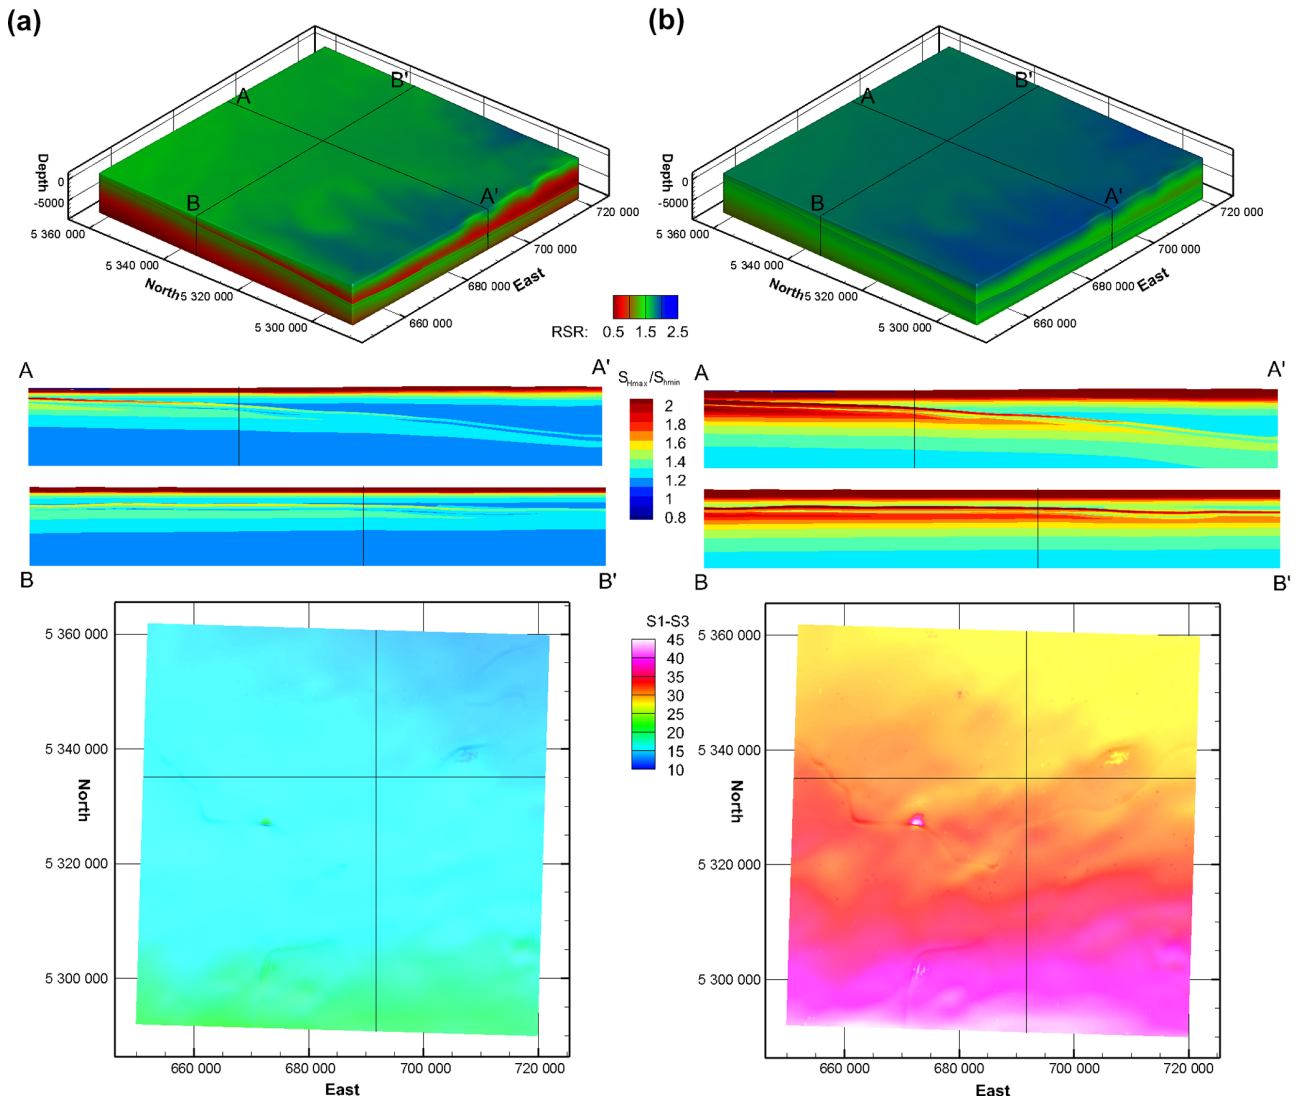 (a)
(b)
A
B'
B
A'
Depth
0
-5000
5 360 000
5 340 000
North
5 320 000
5 300 000
660 000
680 000
700 000
720 000
East
A
B'
B
A'
Depth
0
-5000
5 360 000
5 340 000
North
5 320 000
5 300 000
660 000
680 000
700 000
720 000
East
RSR: 0.5 1.5 2.5
A
A'
B
B'
SHmax/Shmin
2
1.8
1.6
1.4
1.2
1
0.8
A
A'
B
B'
5 360 000
5 340 000
5 320 000
5 300 000
North
660 000 680 000 700 000 720 000
East
S1-S3
45
40
35
30
25
20
15
10
5 360 000
5 340 000
5 320 000
5 300 000
North
660 000 680 000 700 000 720 000
East